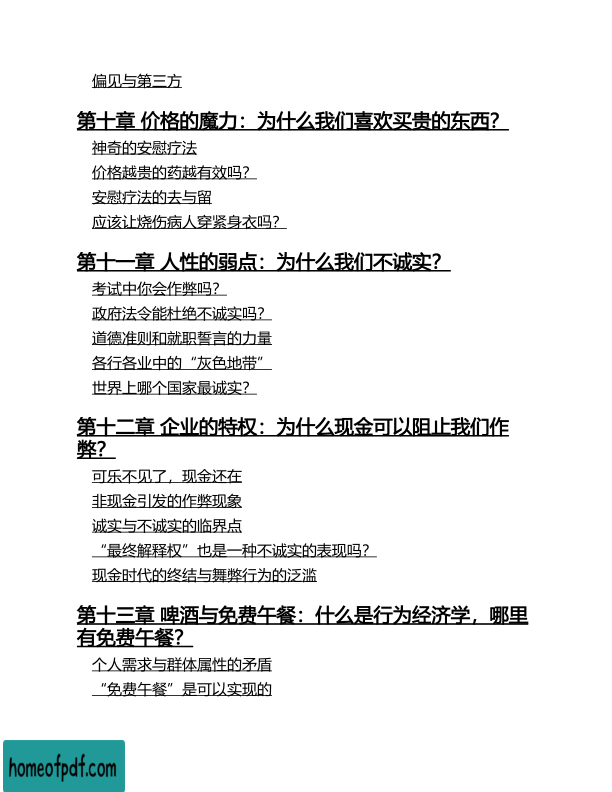 偏见与第三方
第十章 价格的魔力：为什么我们喜欢买贵的东西？
神奇的安慰疗法
价格越贵的药越有效吗？
安慰疗法的去与留
应该让烧伤病人穿紧身衣吗？
第十一章 人性的弱点：为什么我们不诚实？
考试中你会作弊吗？
政府法令能杜绝不诚实吗？
道德准则和就职誓言的力量
各行各业中的“灰色地带”
世界上哪个国家最诚实？
第十二章 企业的特权：为什么现金可以阻止我们作
弊？
可乐不见了，现金还在
非现金引发的作弊现象
诚实与不诚实的临界点
“最终解释权”也是一种不诚实的表现吗？
现金时代的终结与舞弊行为的泛滥
第十三章 啤酒与免费午餐：什么是行为经济学，哪里
有免费午餐？
个人需求与群体属性的矛盾
“免费午餐”是可以实现的
homeofpdf.com